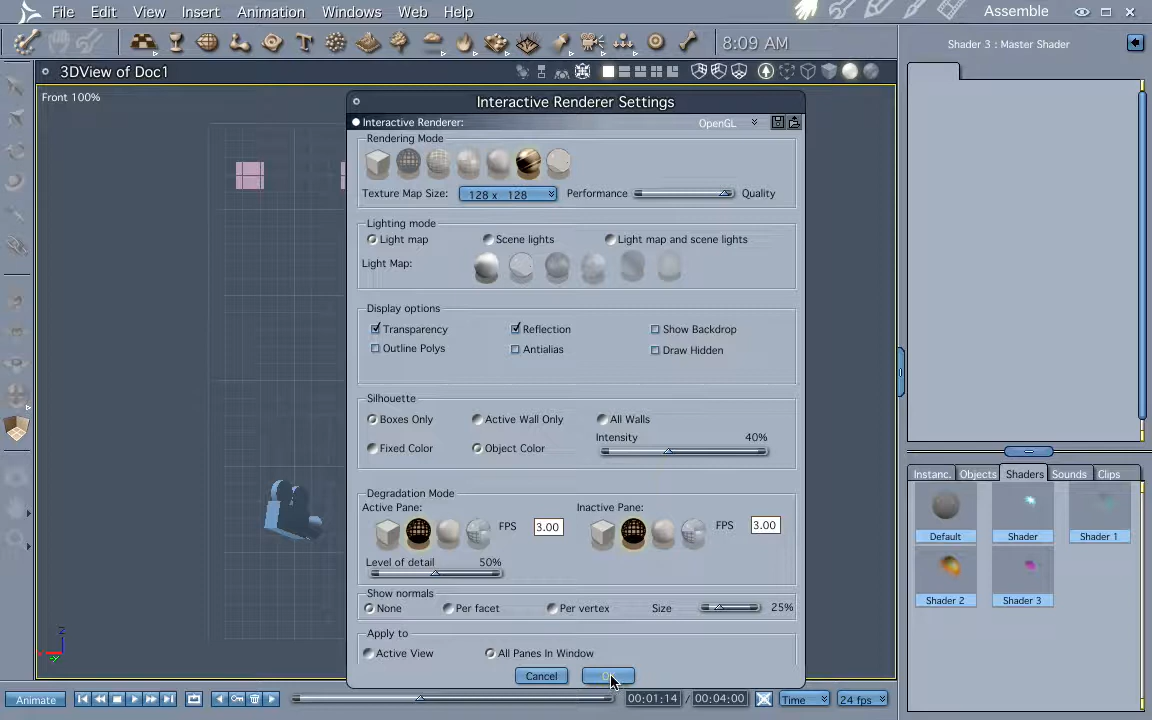 File Edit View Insert Animation Windows Web Help Assemble
8:09 AM
Shader 3 : Master Shader
3DView of Doc1
Front 100%
Interactive Renderer Settings
Interactive Renderer: OpenGL
Rendering Mode
Texture Map Size: 128 x 128 Performance Quality
Lighting mode
Light map Scene lights Light map and scene lights
Light Map:
Display options
Transparency Reflection Show Backdrop
Outline Polys Antialias Draw Hidden
Silhouette
Boxes Only Active Wall Only All Walls
Intensity 40%
Fixed Color Object Color
Degradation Mode
Active Pane: Inactive Pane:
FPS 3.00 FPS 3.00
Level of detail 50%
Show normals
None Per facet Per vertex Size 25%
Apply to
Active View All Panes In Window
Cancel
Instanc. Objects Shaders Sounds Clips
Default Shader Shader 1
Shader 2 Shader 3
Z
Animate 00:01:14 / 00:04:00 Time 24 fps